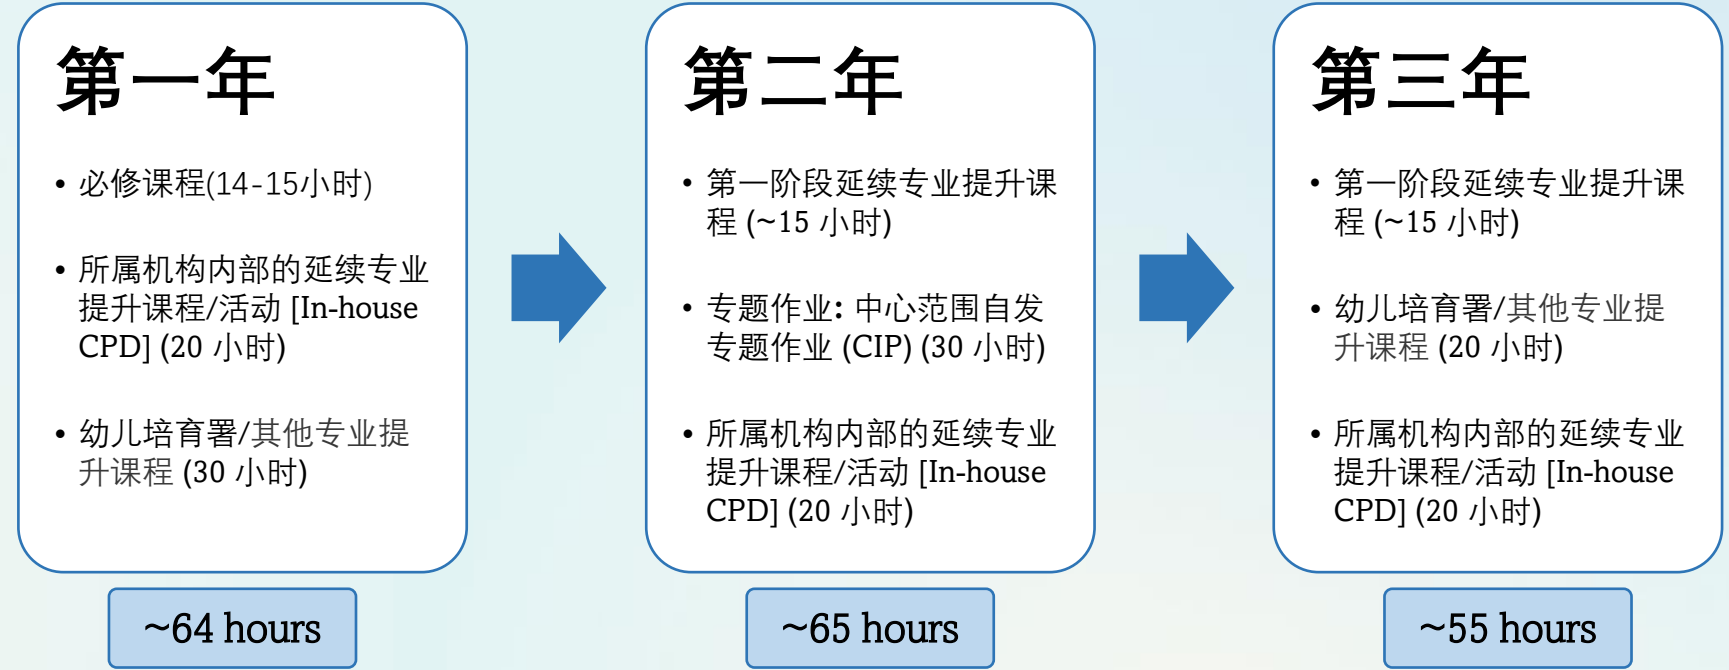 第一年
• 必修课程(14-15小时)
• 所属机构内部的延续专业
提升课程/活动 [In-house
CPD] (20 小时)
• 幼儿培育署/其他专业提
升课程 (30 小时)
~64 hours
第二年
• 第一阶段延续专业提升课
程 (~15 小时)
• 专题作业: 中心范围自发
专题作业 (CIP) (30 小时)
• 所属机构内部的延续专业
提升课程/活动 [In-house
CPD] (20 小时)
~65 hours
第三年
• 第一阶段延续专业提升课
程 (~15 小时)
• 幼儿培育署/其他专业提
升课程 (20 小时)
• 所属机构内部的延续专业
提升课程/活动 [In-house
CPD] (20 小时)
~55 hours